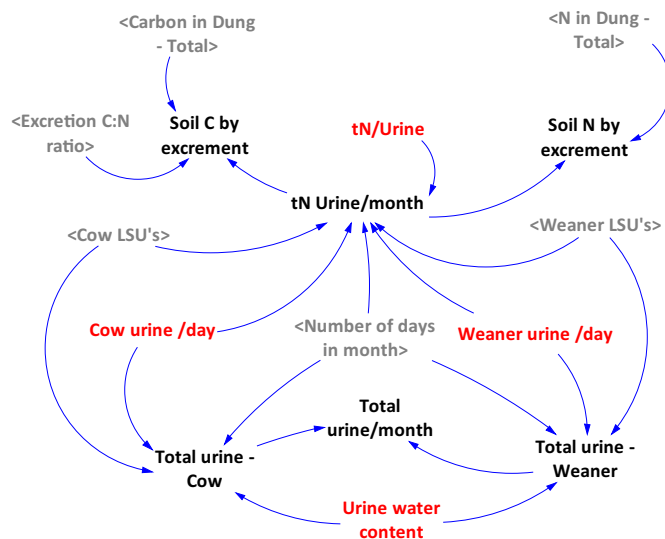 <Carbon in Dung
- Total>
<N in Dung -
Total>
<Excretion C:N
ratio>
Soil C by
excrement
tN/Urine
Soil N by
excrement
tN Urine/month
<Cow LSU's>
<Weaner LSU's>
Cow urine /day
<Number of days
in month>
Weaner urine /day
Total
urine/month
Total urine -
Cow
Total urine -
Weaner
Urine water
content